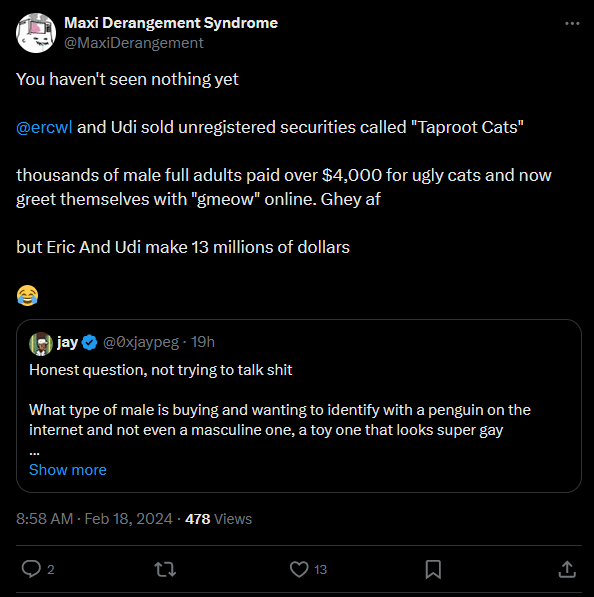 Maxi Derangement Syndrome
@MaxiDerangement
You haven't seen nothing yet
@ercwl and Udi sold unregistered securities called "Taproot Cats"
thousands of male full adults paid over $4,000 for ugly cats and now
greet themselves with "gmeow" online. Ghey af
but Eric And Udi make 13 millions of dollars
😂
jay @0xjaypeg · 19h
Honest question, not trying to talk shit
What type of male is buying and wanting to identify with a penguin on the
internet and not even a masculine one, a toy one that looks super gay
...
Show more
8:58 AM · Feb 18, 2024 · 478 Views
2 13